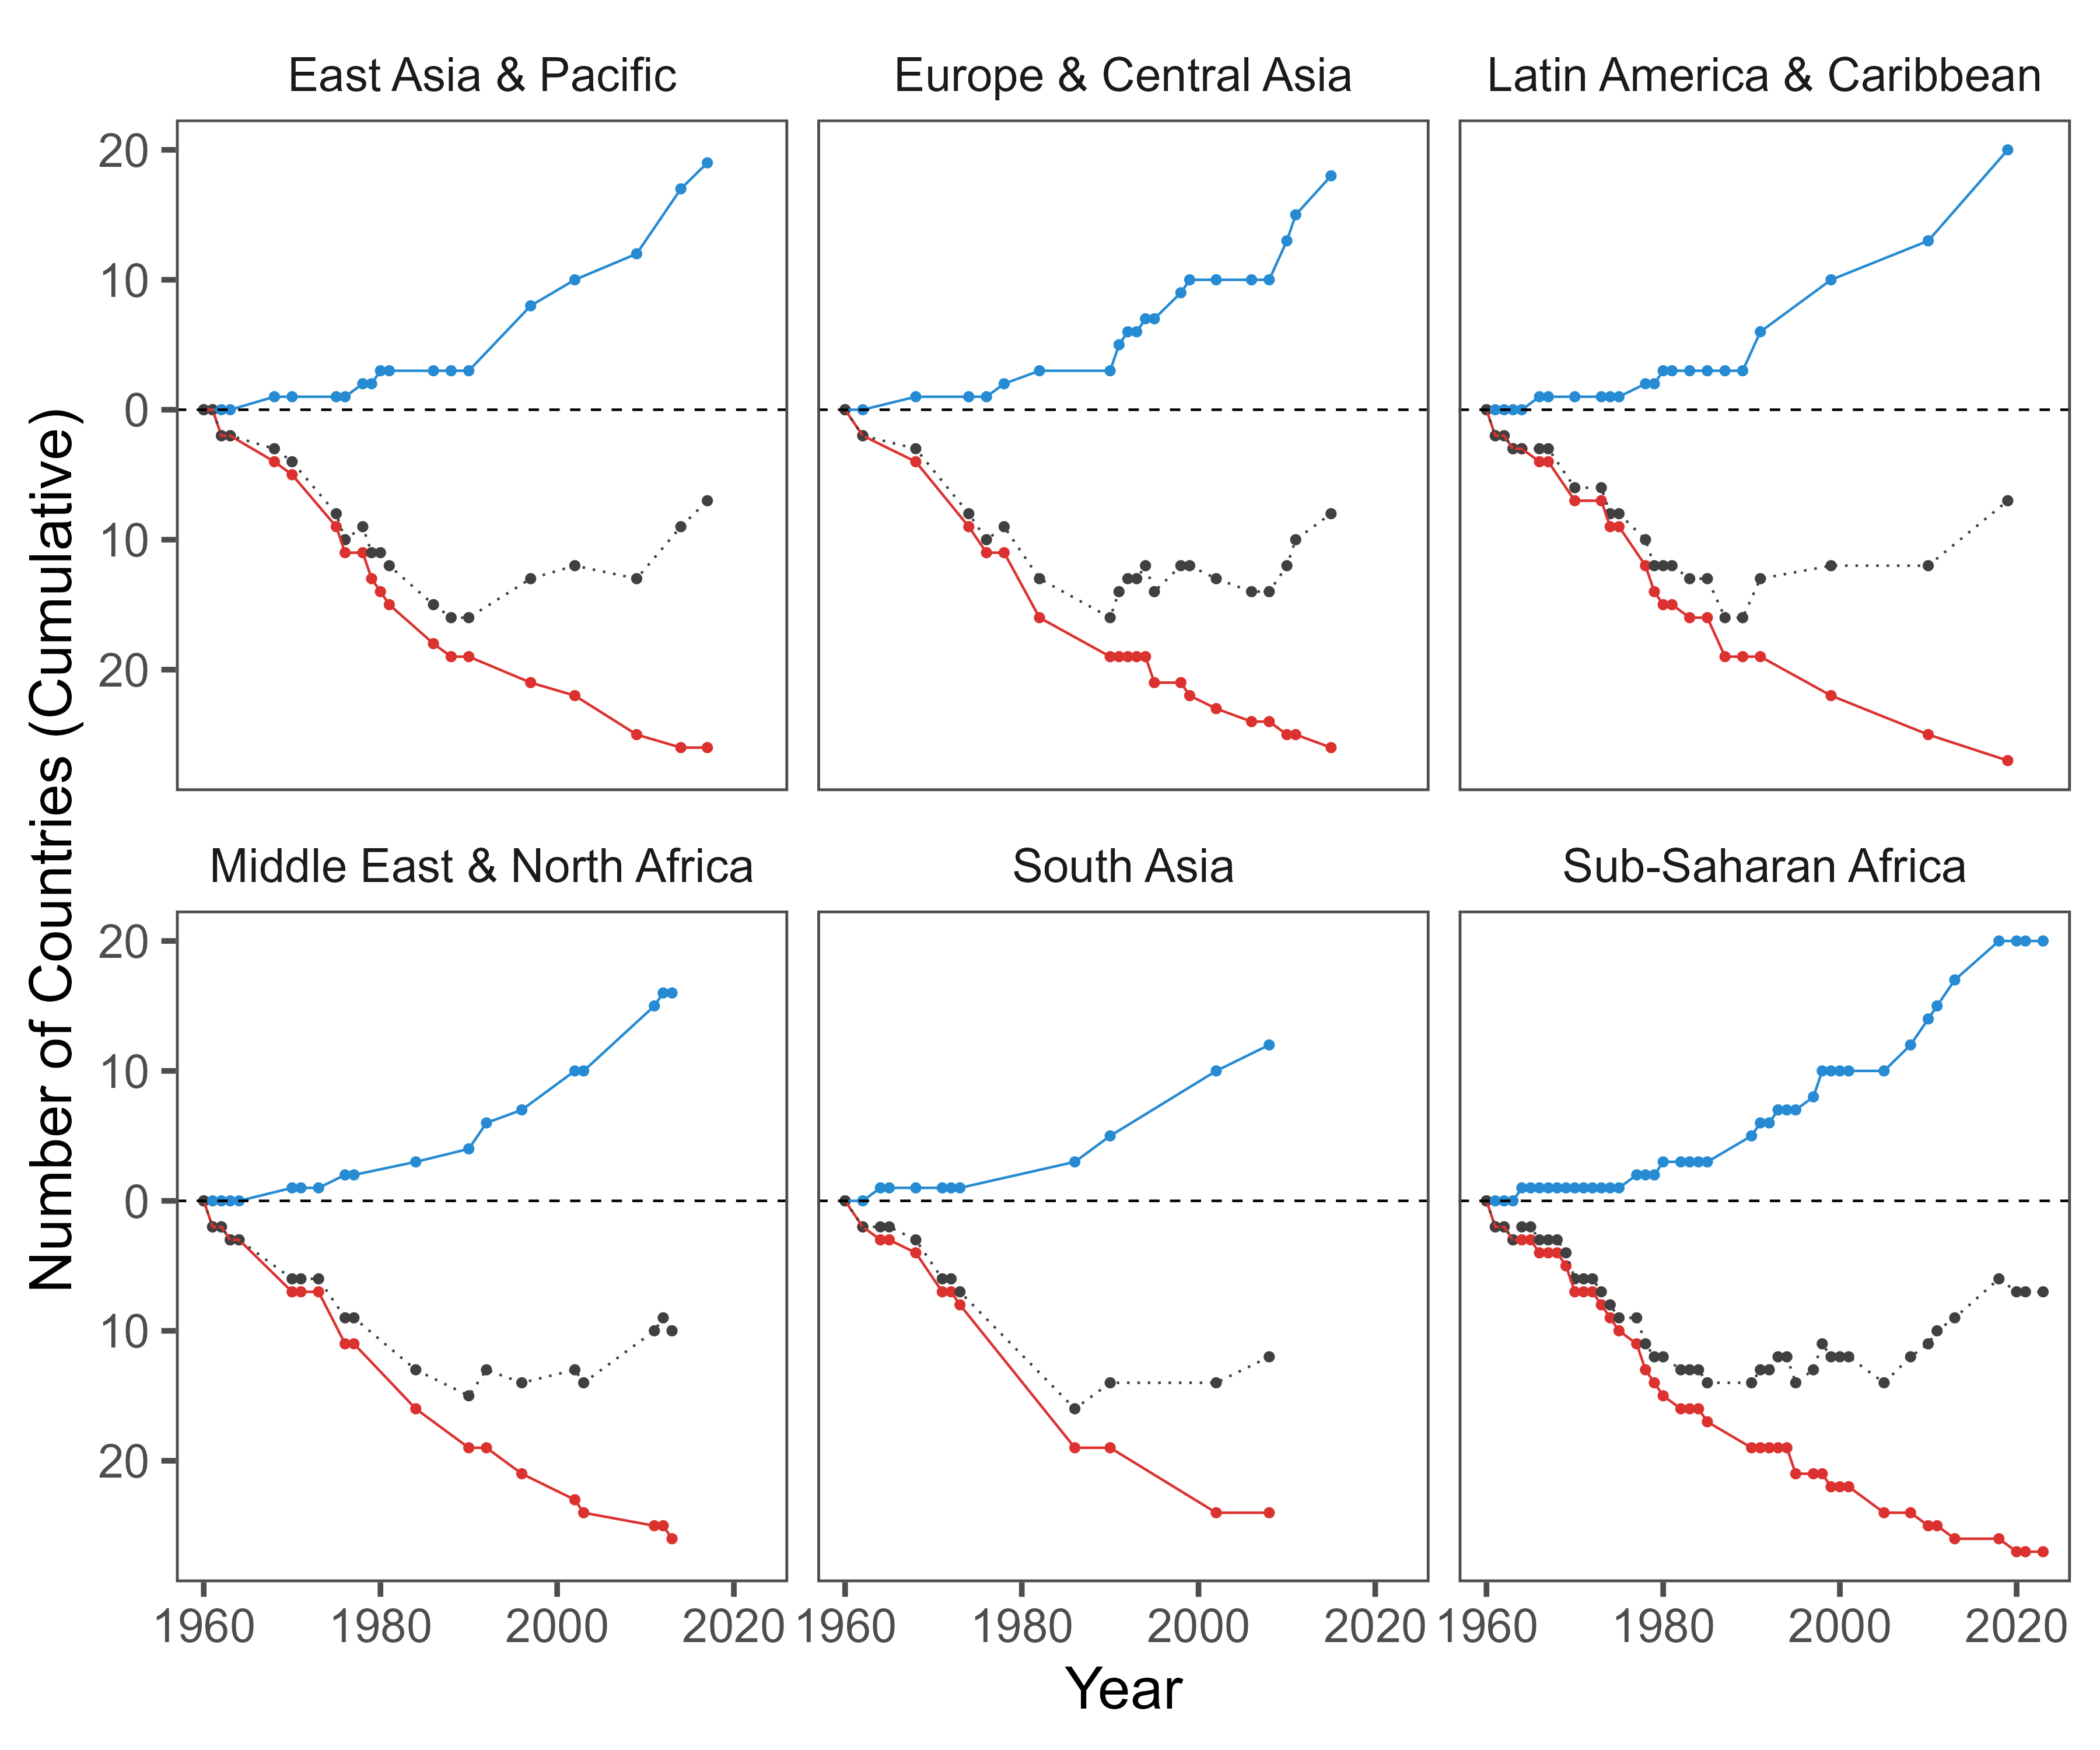 East Asia & Pacific
Europe & Central Asia
Latin America & Caribbean
20
10
0
10
20
Middle East & North Africa
South Asia
Sub-Saharan Africa
20
10
0
10
20
1960 1980 2000 2020
1960 1980 2000 2020
1960 1980 2000 2020
Year
Number of Countries (Cumulative)